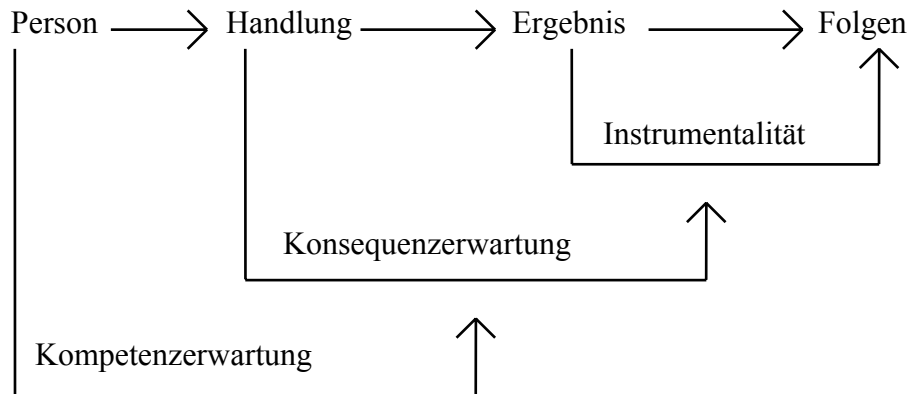 Person Handlung Ergebnis Folgen
Instrumentalität
Konsequenzerwartung
Kompetenzerwartung